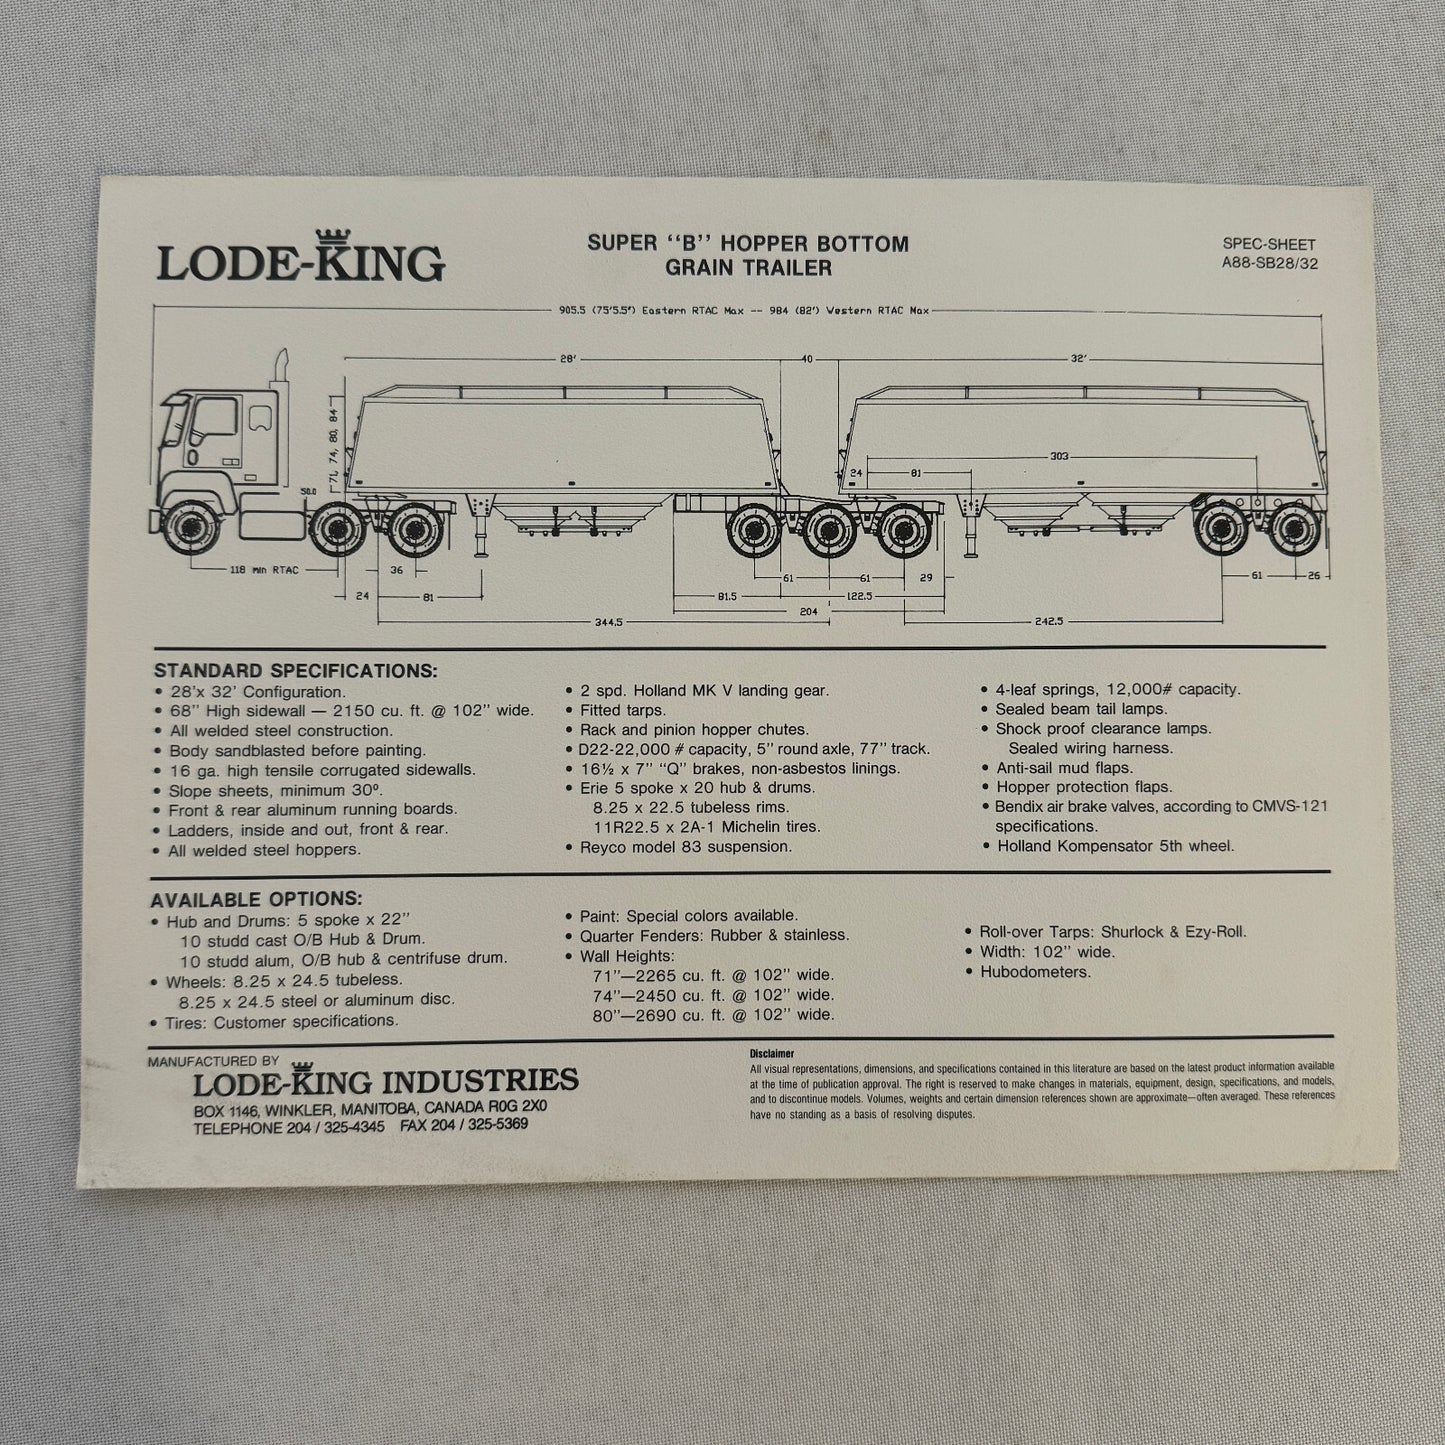 LODE-KING
SUPER “B” HOPPER BOTTOM
GRAIN TRAILER
SPEC-SHEET
A88-SB28/32
905.5 (75'5.5") Eastern RTAC Max -- 984 (82') Western RTAC Max
28'
40
32'
71, 74, 80, 84
303
24
81
50.0
118 min RTAC
36
61
61
29
61
26
24
81
81.5
122.5
204
344.5
242.5
STANDARD SPECIFICATIONS:
• 28'x 32' Configuration.
• 68" High sidewall — 2150 cu. ft. @ 102" wide.
• All welded steel construction.
• Body sandblasted before painting.
• 16 ga. high tensile corrugated sidewalls.
• Slope sheets, minimum 30º.
• Front & rear aluminum running boards.
• Ladders, inside and out, front & rear.
• All welded steel hoppers.
• 2 spd. Holland MK V landing gear.
• Fitted tarps.
• Rack and pinion hopper chutes.
• D22-22,000 # capacity, 5" round axle, 77" track.
• 16½ x 7" “Q” brakes, non-asbestos linings.
• Erie 5 spoke x 20 hub & drums.
8.25 x 22.5 tubeless rims.
11R22.5 x 2A-1 Michelin tires.
• Reyco model 83 suspension.
• 4-leaf springs, 12,000# capacity.
• Sealed beam tail lamps.
• Shock proof clearance lamps.
Sealed wiring harness.
• Anti-sail mud flaps.
• Hopper protection flaps.
• Bendix air brake valves, according to CMVS-121
specifications.
• Holland Kompensator 5th wheel.
AVAILABLE OPTIONS:
• Hub and Drums: 5 spoke x 22"
10 studd cast O/B Hub & Drum.
10 studd alum, O/B hub & centrifuse drum.
• Wheels: 8.25 x 24.5 tubeless.
8.25 x 24.5 steel or aluminum disc.
• Tires: Customer specifications.
• Paint: Special colors available.
• Quarter Fenders: Rubber & stainless.
• Wall Heights:
71"—2265 cu. ft. @ 102" wide.
74"—2450 cu. ft. @ 102" wide.
80"—2690 cu. ft. @ 102" wide.
• Roll-over Tarps: Shurlock & Ezy-Roll.
• Width: 102" wide.
• Hubodometers.
MANUFACTURED BY
LODE-KING INDUSTRIES
BOX 1146, WINKLER, MANITOBA, CANADA R0G 2X0
TELEPHONE 204 / 325-4345 FAX 204 / 325-5369
Disclaimer
All visual representations, dimensions, and specifications contained in this literature are based on the latest product information available
at the time of publication approval. The right is reserved to make changes in materials, equipment, design, specifications, and models,
and to discontinue models. Volumes, weights and certain dimension references shown are approximate—often averaged. These references
have no standing as a basis of resolving disputes.